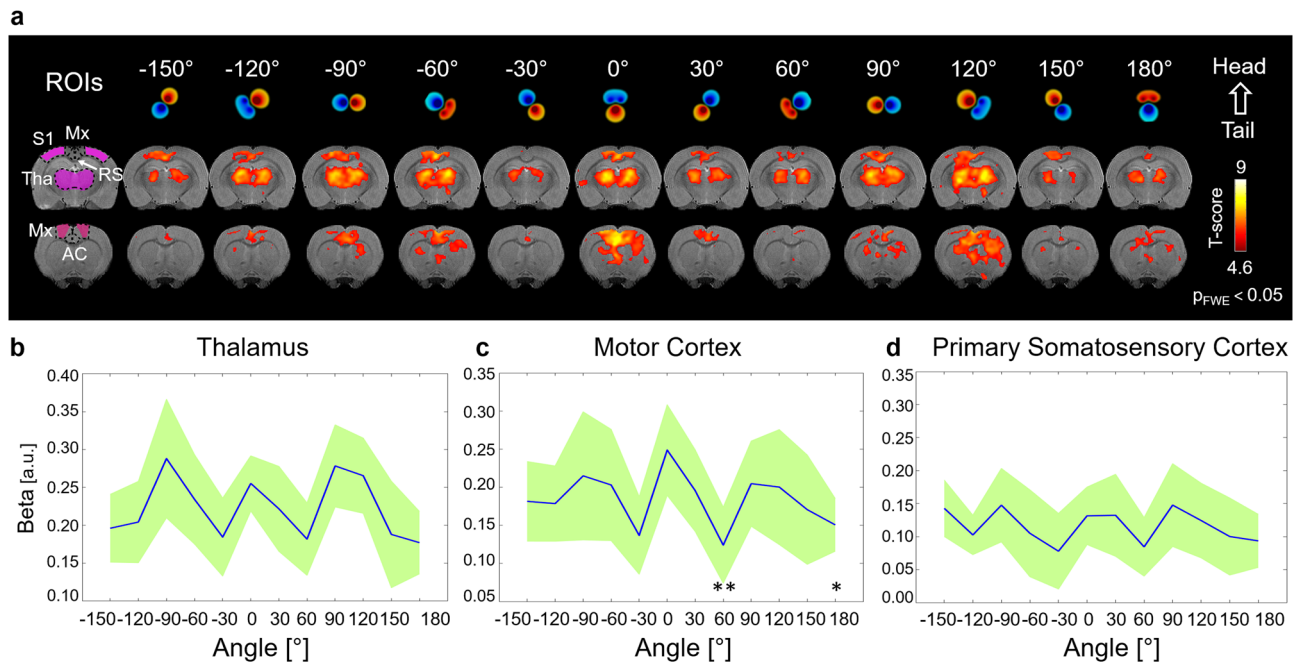 a
ROIs -150° -120° -90° -60° -30° 0° 30° 60° 90° 120° 150° 180° Head
Tail
S1 Mx
Tha RS
Mx
AC
9
T-score
4.6
pFWE < 0.05
b Thalamus
0.40
0.35
0.30
0.25
0.20
0.15
0.10
Beta [a.u.]
-150 -120 -90 -60 -30 0 30 60 90 120 150 180
Angle [°]
c Motor Cortex
0.35
0.30
0.25
0.20
0.15
0.10
0.05
** *
-150 -120 -90 -60 -30 0 30 60 90 120 150 180
Angle [°]
d Primary Somatosensory Cortex
0.35
0.30
0.25
0.20
0.15
0.10
0.05
0.00
-150 -120 -90 -60 -30 0 30 60 90 120 150 180
Angle [°]